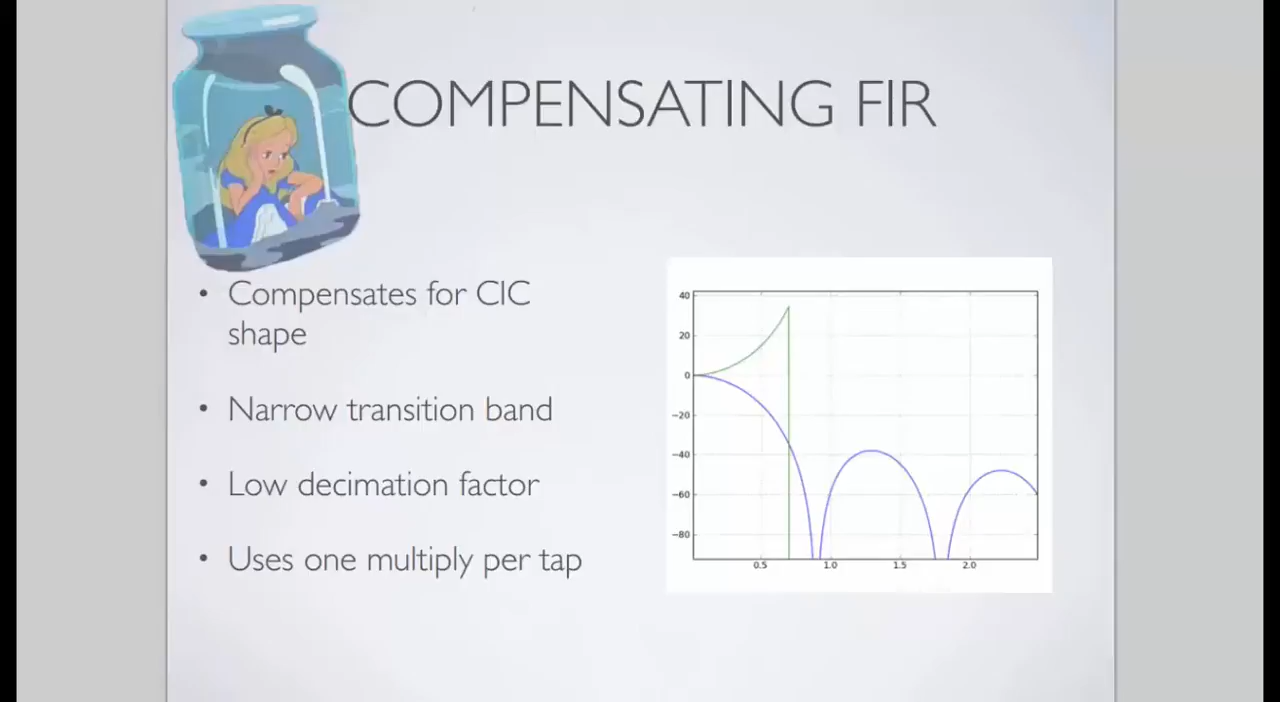 COMPENSATING FIR
• Compensates for CIC
shape
• Narrow transition band
• Low decimation factor
• Uses one multiply per tap
40
20
0
−20
−40
−60
−80
0.5 1.0 1.5 2.0